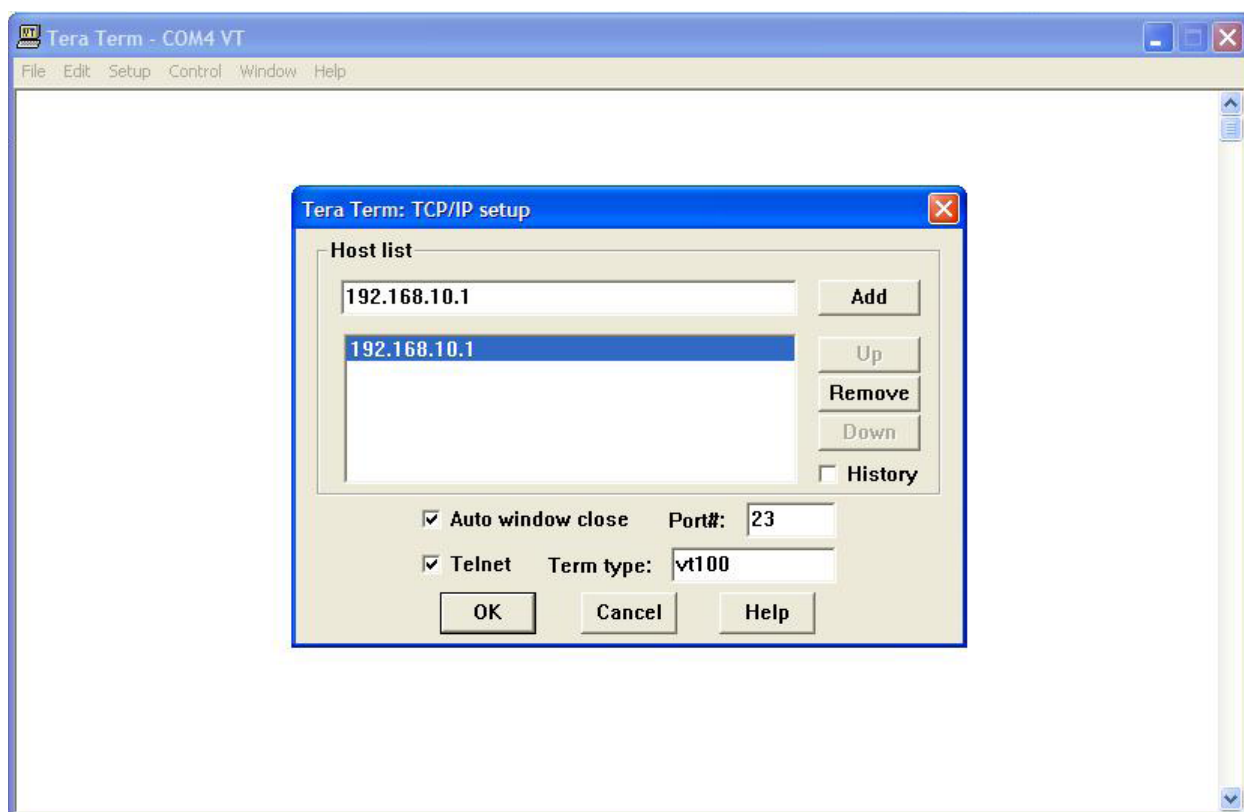 Tera Term - COM4 VT
File Edit Setup Control Window Help
Tera Term: TCP/IP setup
Host list
192.168.10.1
Add
192.168.10.1
Up
Remove
Down
History
Auto window close Port#: 23
Telnet Term type: vt100
OK Cancel Help